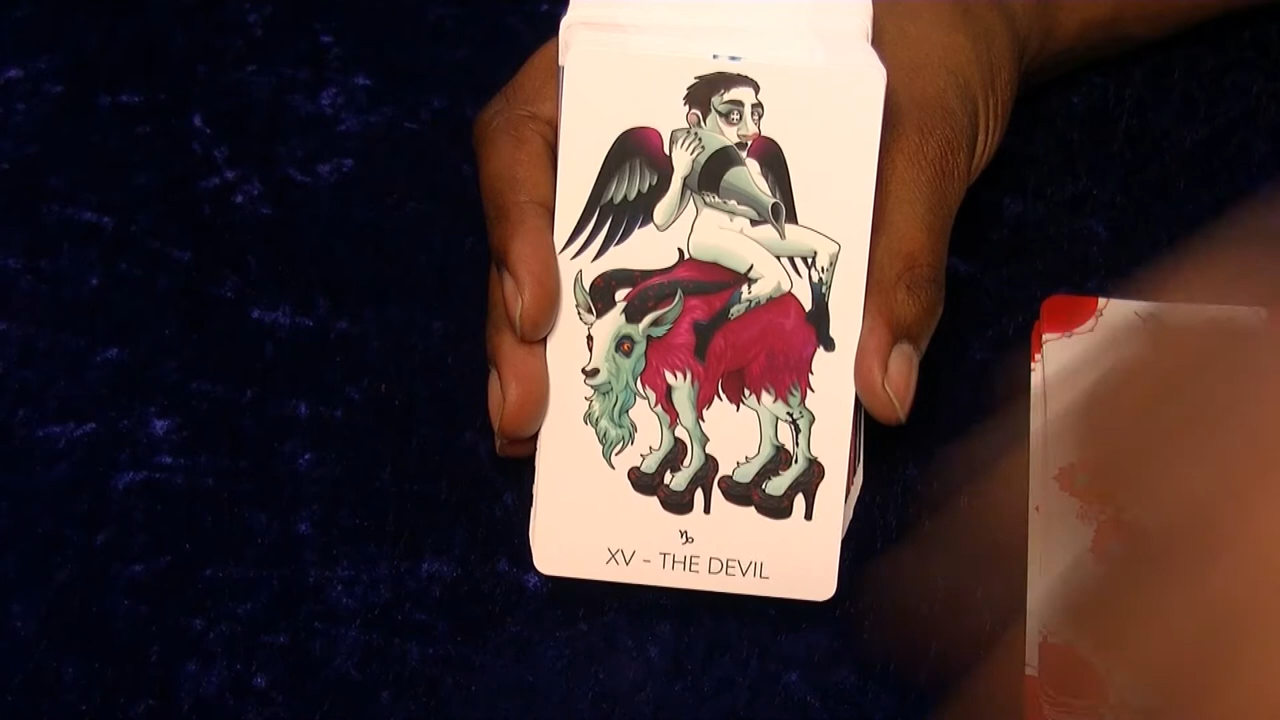 ♑
XV - THE DEVIL